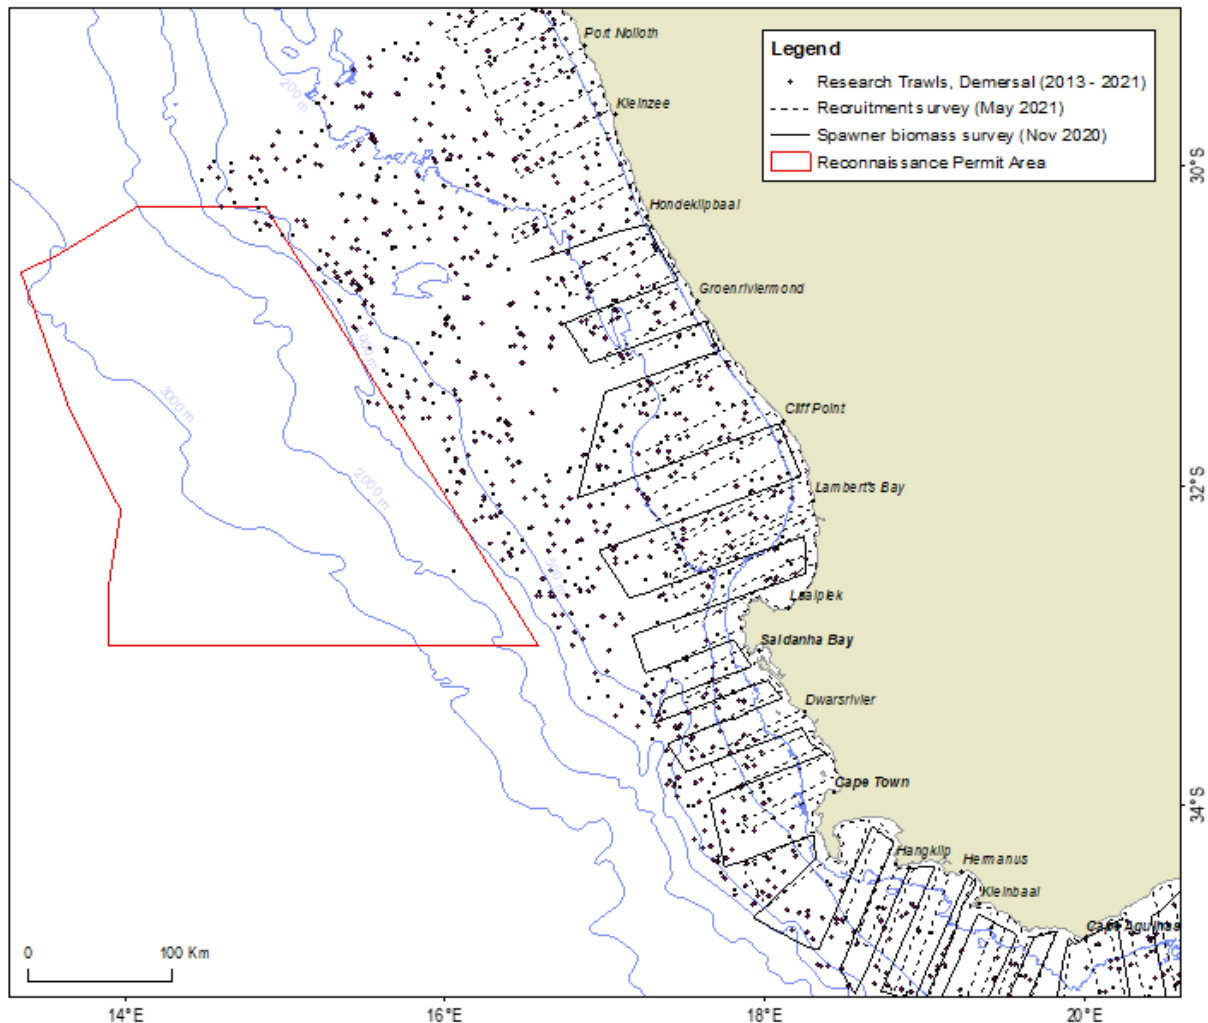 Port Nolloth
Legend
Research Trawls, Demersal (2013 - 2021)
Recruitment survey (May 2021)
Spawner biomass survey (Nov 2020)
Reconnaissance Permit Area
200 m
Kleinzee
30°S
Hondeklipbaai
Groenriviermond
3000 m
Cliff Point
2000 m
Lambert's Bay
32°S
Laaiplek
Saldanha Bay
Dwarsrivier
Cape Town
34°S
Hangklip
Hermanus
Kleinbaai
Cape Agulhas
0
100 Km
14°E
16°E
18°E
20°E